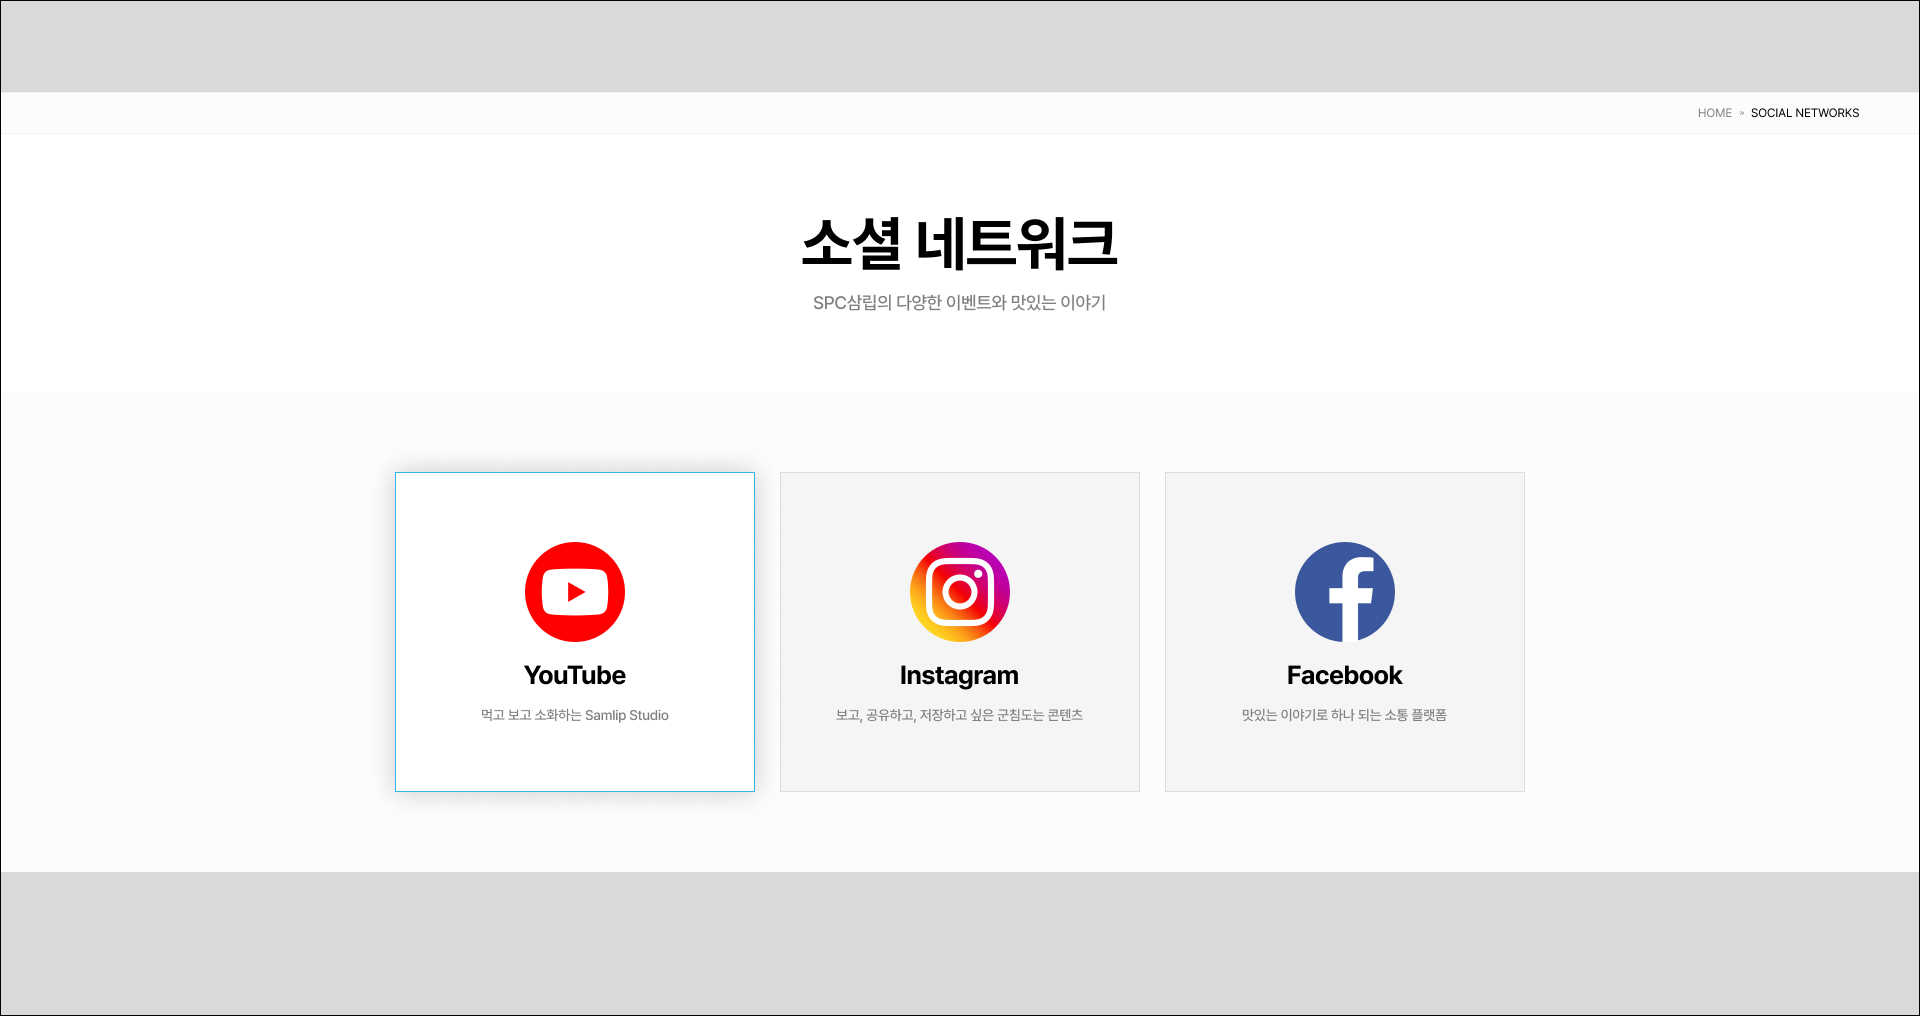 HOME » SOCIAL NETWORKS
소셜 네트워크
SPC삼립의 다양한 이벤트와 맛있는 이야기
YouTube
먹고 보고 소화하는 Samlip Studio
Instagram
보고, 공유하고, 저장하고 싶은 군침도는 콘텐츠
Facebook
맛있는 이야기로 하나 되는 소통 플랫폼